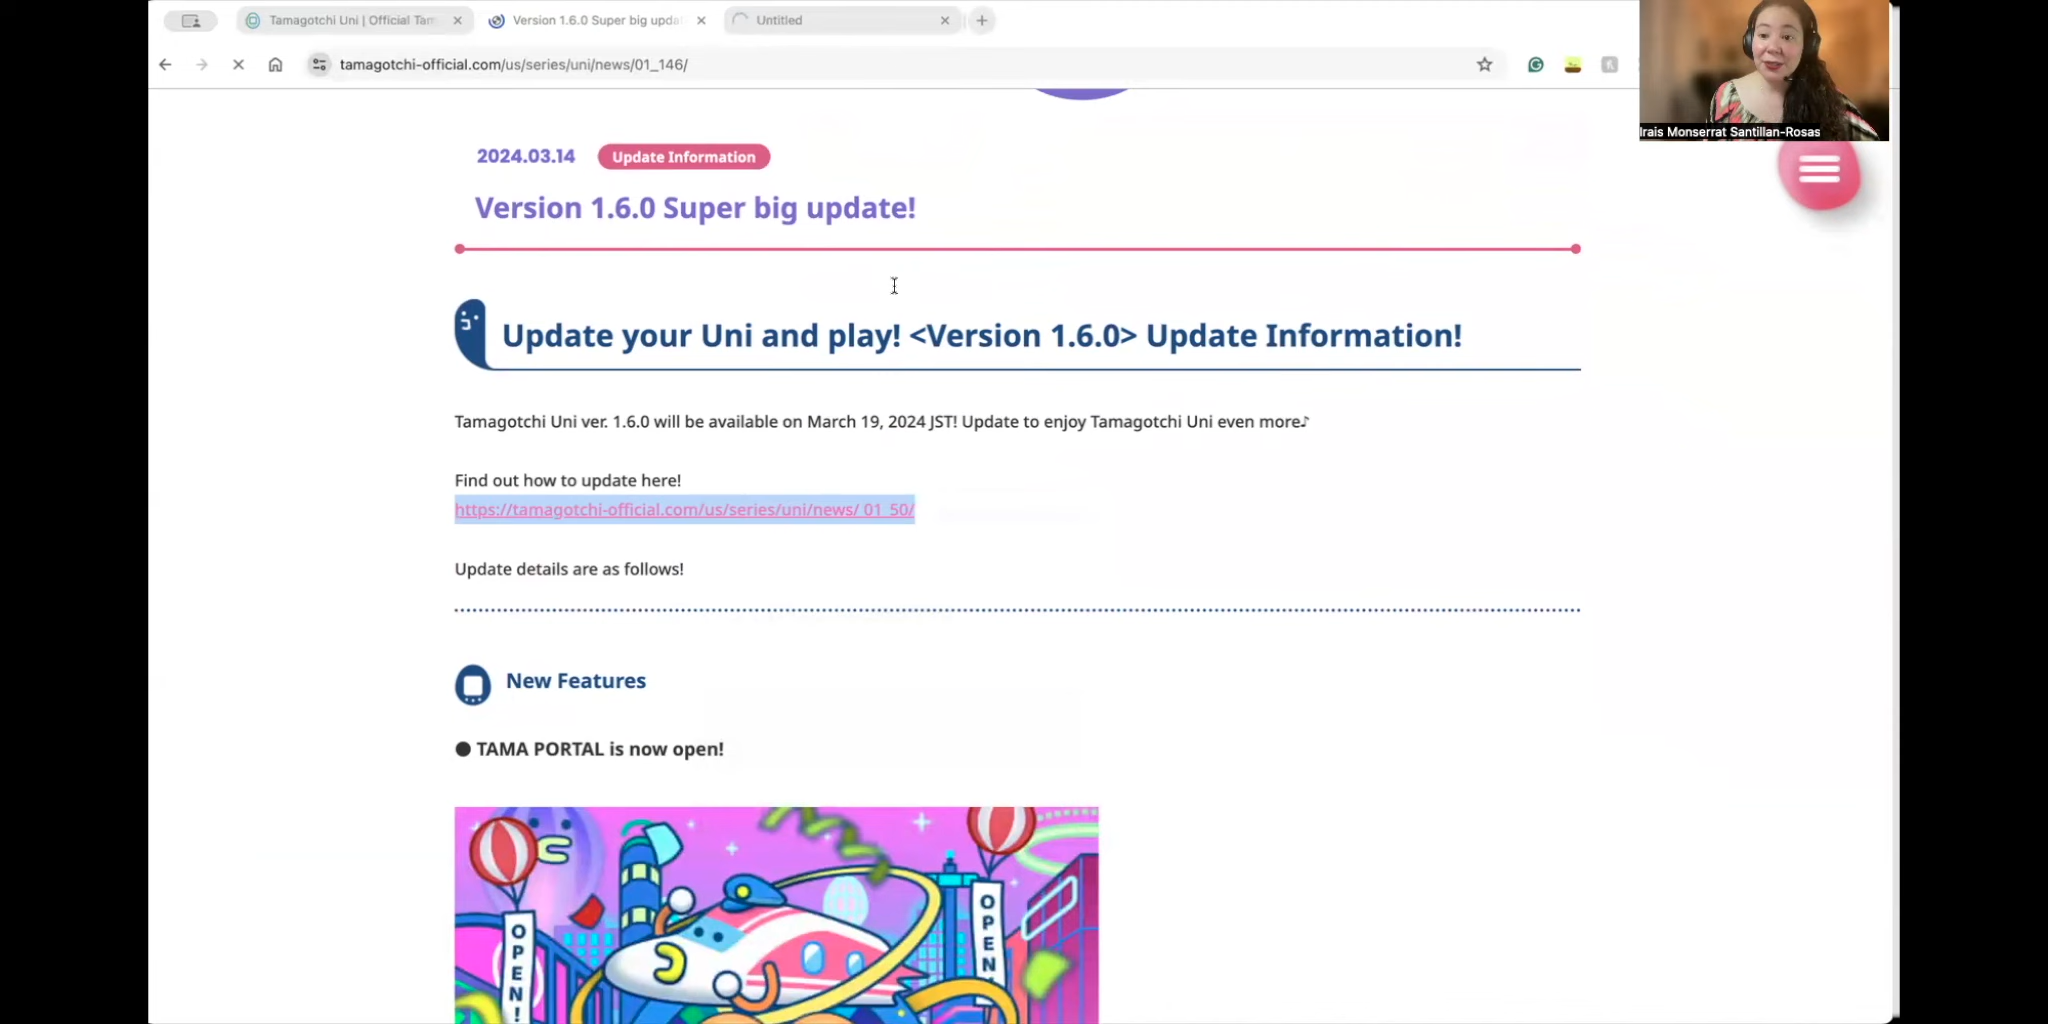 Tamagotchi Uni | Official Tam
Version 1.6.0 Super big upda
Untitled
tamagotchi-official.com/us/series/uni/news/01_146/
Irais Monserrat Santillan-Rosas
2024.03.14
Update Information
Version 1.6.0 Super big update!
Update your Uni and play! <Version 1.6.0> Update Information!
Tamagotchi Uni ver. 1.6.0 will be available on March 19, 2024 JST! Update to enjoy Tamagotchi Uni even more♪
Find out how to update here!
https://tamagotchi-official.com/us/series/uni/news/ 01_50/
Update details are as follows!
New Features
● TAMA PORTAL is now open!
OPEN!
OPEN